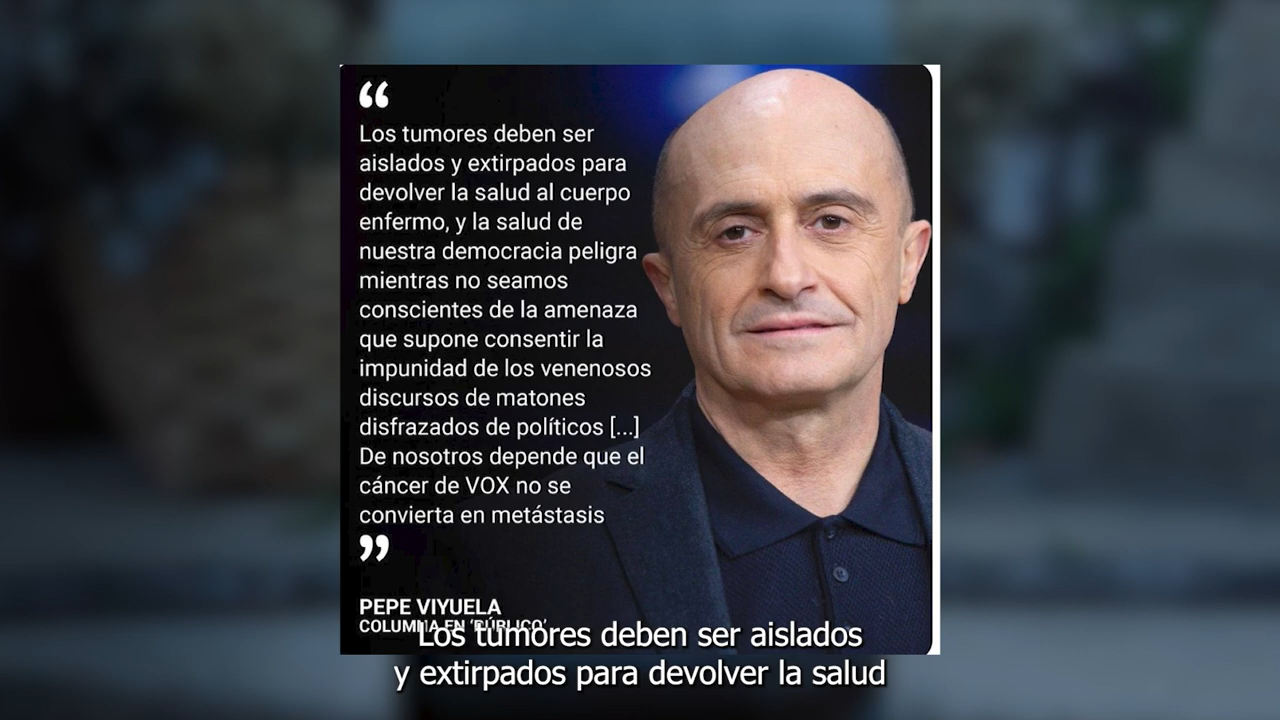 “
Los tumores deben ser
aislados y extirpados para
devolver la salud al cuerpo
enfermo, y la salud de
nuestra democracia peligra
mientras no seamos
conscientes de la amenaza
que supone consentir la
impunidad de los venenosos
discursos de matones
disfrazados de políticos [...]
De nosotros depende que el
cáncer de VOX no se
convierta en metástasis
”
PEPE VIYUELA
COLUMNA EN ‘PÚBLICO’
Los tumores deben ser aislados
y extirpados para devolver la salud